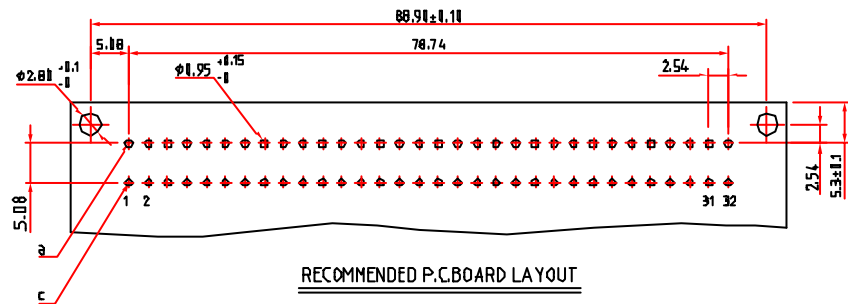 88.90±0.10
5.08
78.74
φ2.80 +0.1 -0
φ0.95 +0.15 -0
2.54
5.08
2.54
5.3±0.1
1 2 31 32
a
c
RECOMMENDED P.C.BOARD LAYOUT